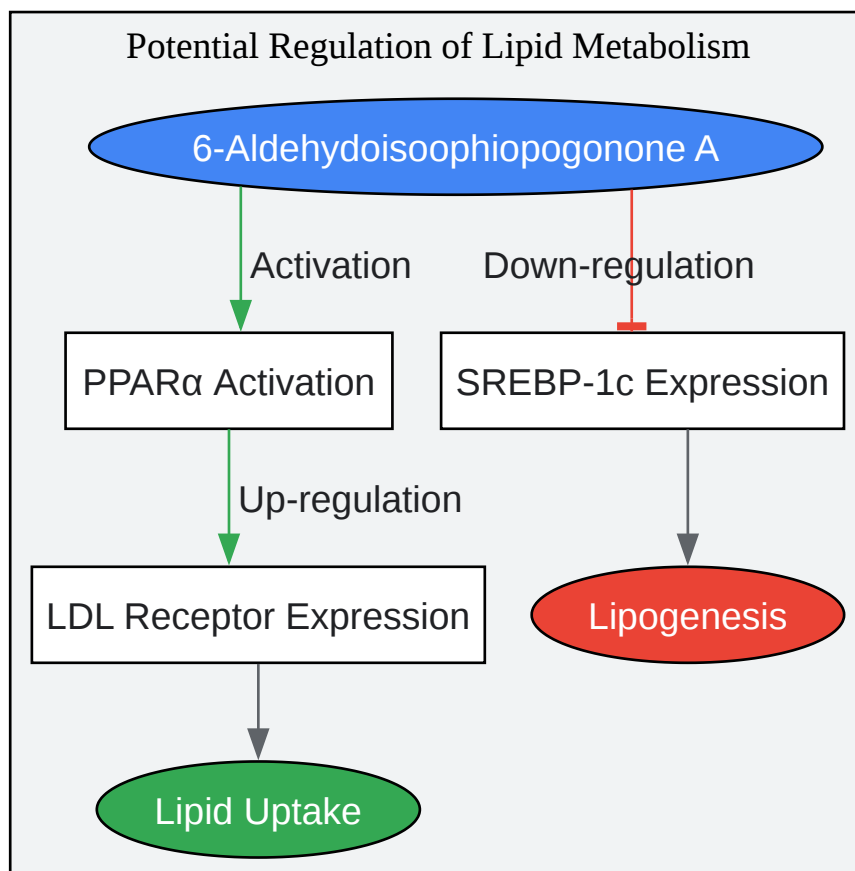 Potential Regulation of Lipid Metabolism
6-Aldehydoisoophiopogonone A
Activation
Down-regulation
PPARα Activation
SREBP-1c Expression
Up-regulation
LDL Receptor Expression
Lipogenesis
Lipid Uptake